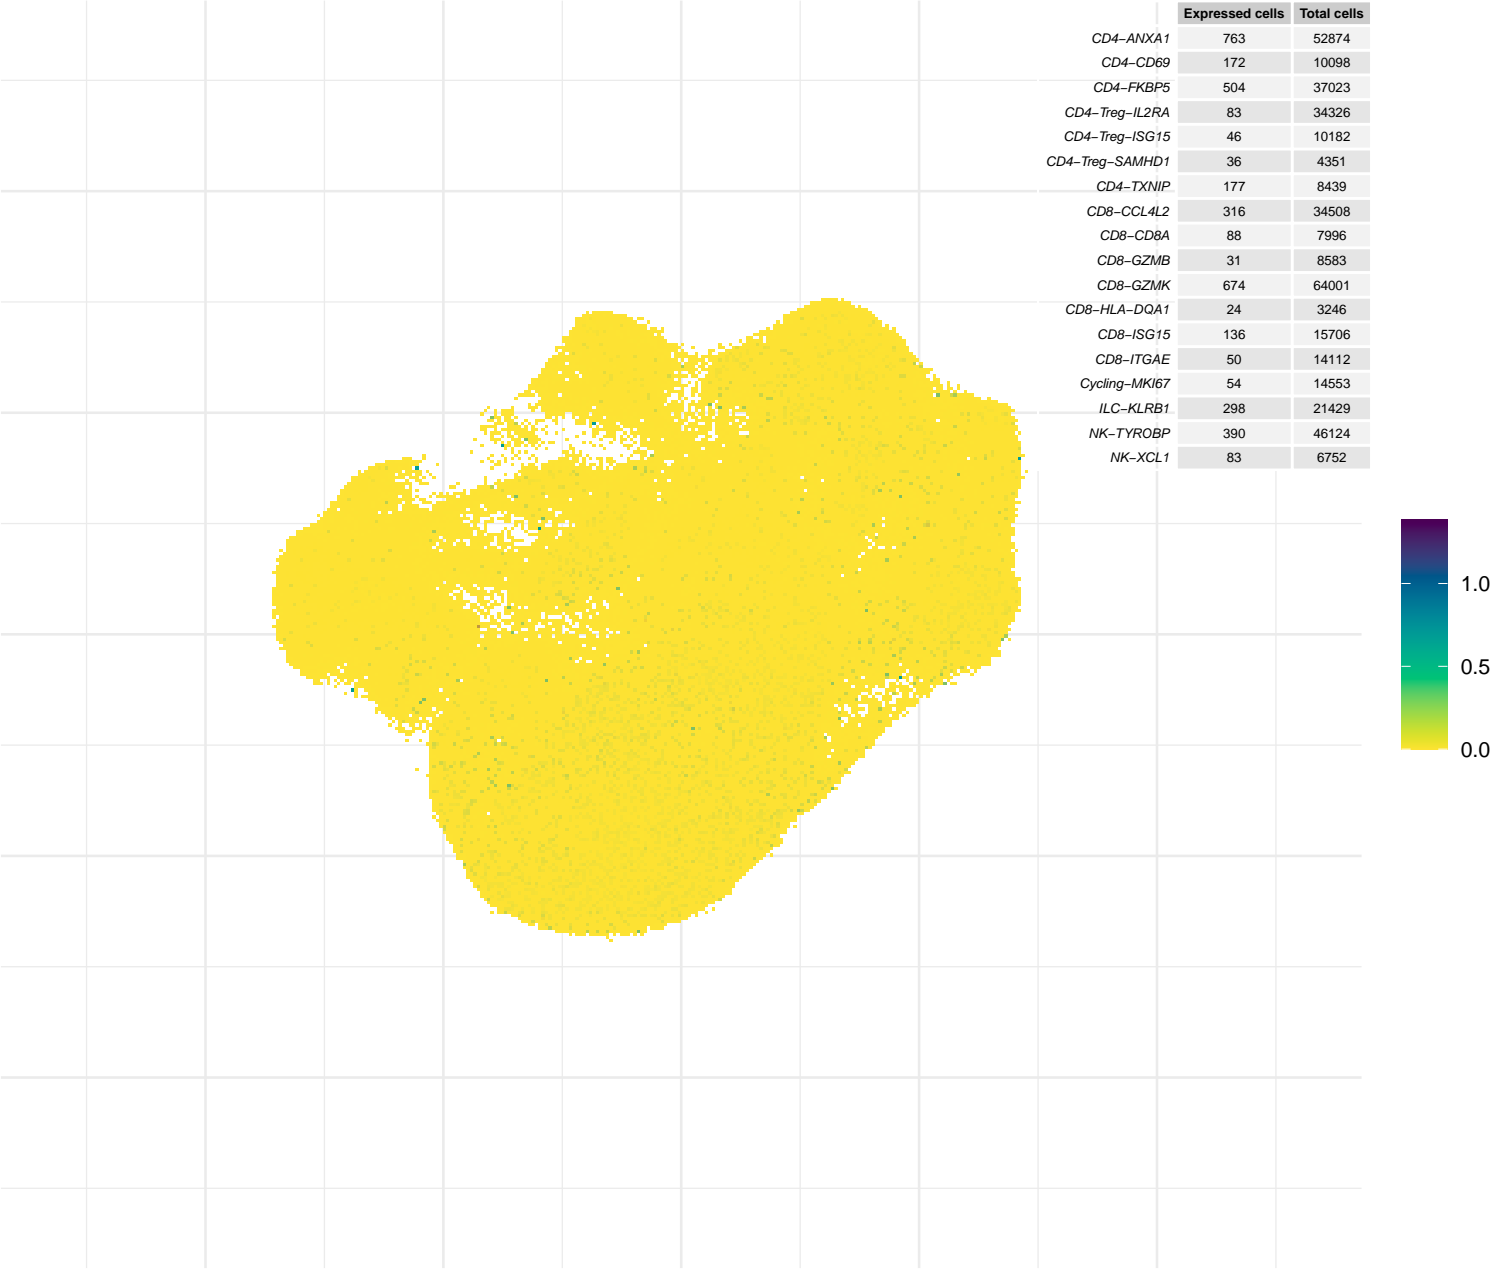 Expressed cells Total cells
CD4−ANXA1 763 52874
CD4−CD69 172 10098
CD4−FKBP5 504 37023
CD4−Treg−IL2RA 83 34326
CD4−Treg−ISG15 46 10182
CD4−Treg−SAMHD1 36 4351
CD4−TXNIP 177 8439
CD8−CCL4L2 316 34508
CD8−CD8A 88 7996
CD8−GZMB 31 8583
CD8−GZMK 674 64001
CD8−HLA−DQA1 24 3246
CD8−ISG15 136 15706
CD8−ITGAE 50 14112
Cycling−MKI67 54 14553
ILC−KLRB1 298 21429
NK−TYROBP 390 46124
NK−XCL1 83 6752
1.0
0.5
0.0